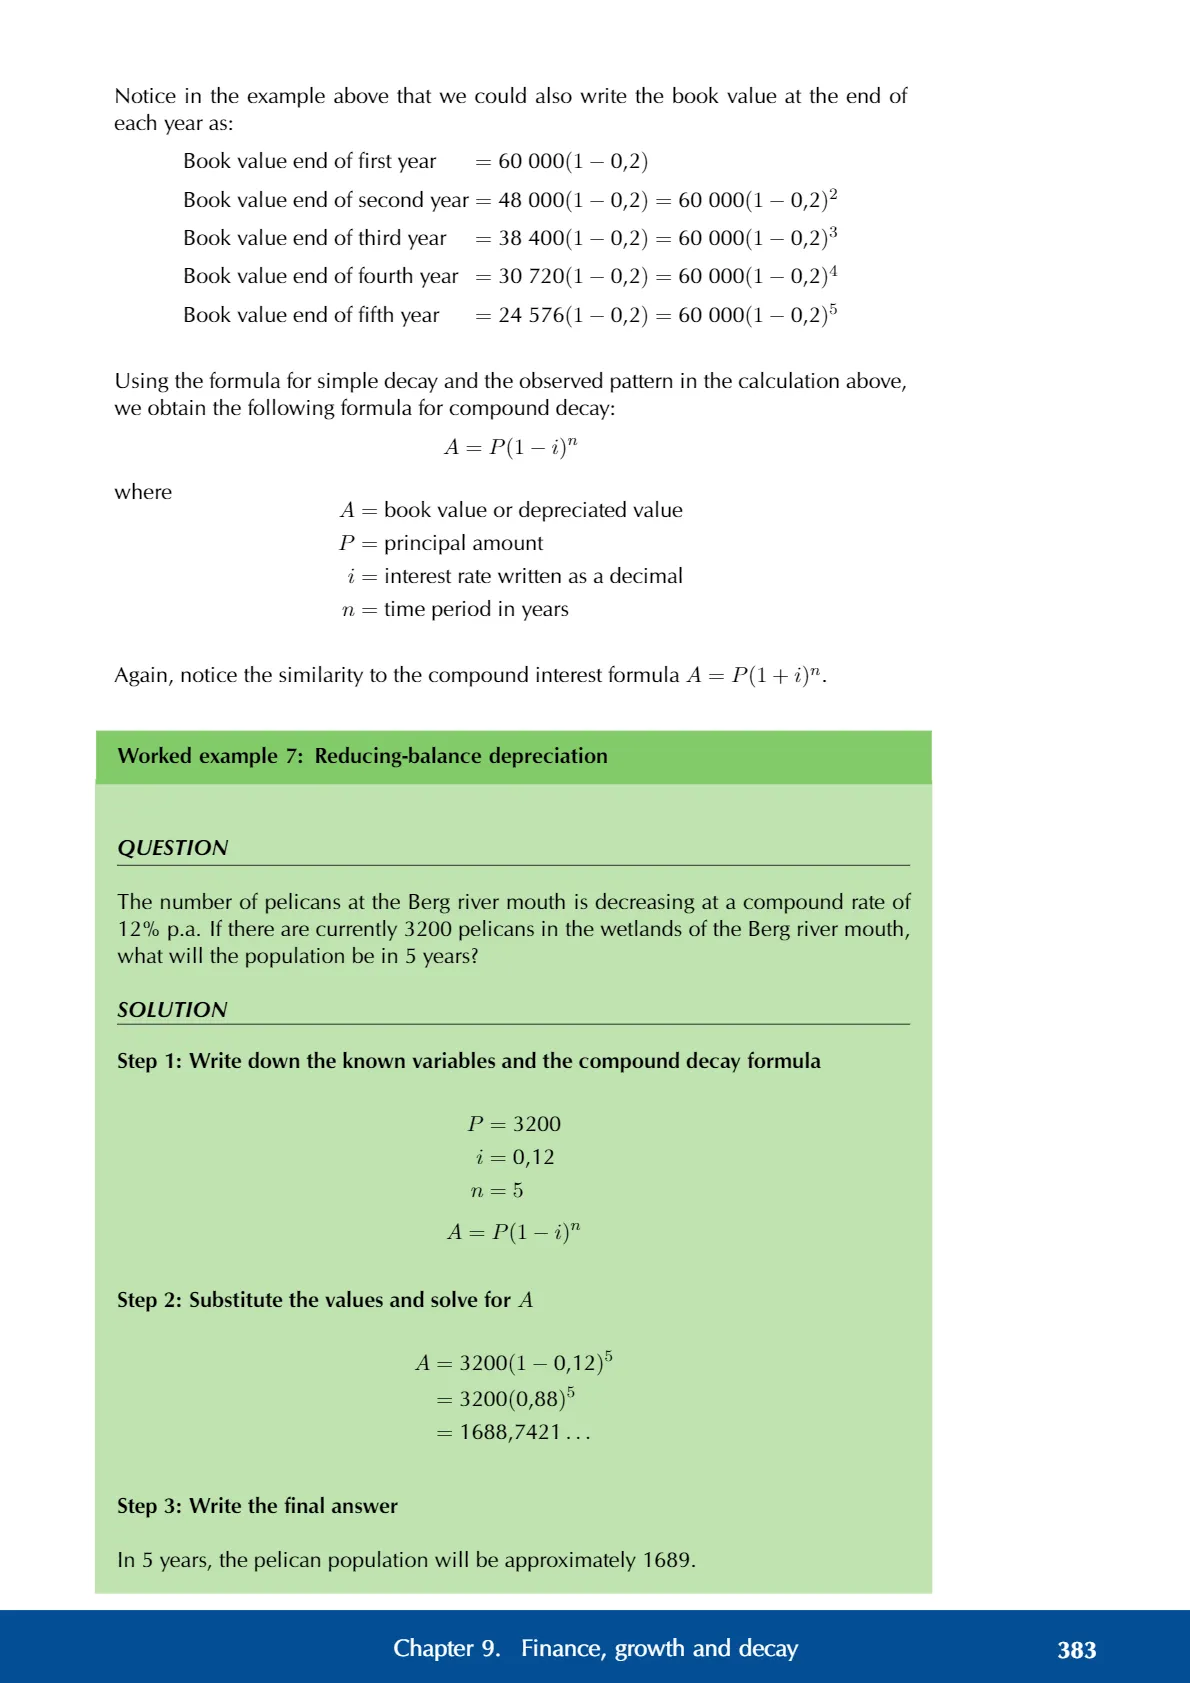 Notice in the example above that we could also write the book value at the end of
each year as:
Book value end of first year = 60 000(1 − 0,2)
Book value end of second year = 48 000(1 − 0,2) = 60 000(1 − 0,2)²
Book value end of third year = 38 400(1 − 0,2) = 60 000(1 − 0,2)³
Book value end of fourth year = 30 720(1 − 0,2) = 60 000(1 − 0,2)⁴
Book value end of fifth year = 24 576(1 − 0,2) = 60 000(1 − 0,2)⁵
Using the formula for simple decay and the observed pattern in the calculation above,
we obtain the following formula for compound decay:
A = P(1 − i)ⁿ
where
A = book value or depreciated value
P = principal amount
i = interest rate written as a decimal
n = time period in years
Again, notice the similarity to the compound interest formula A = P(1 + i)ⁿ.
Worked example 7: Reducing-balance depreciation
QUESTION
The number of pelicans at the Berg river mouth is decreasing at a compound rate of
12% p.a. If there are currently 3200 pelicans in the wetlands of the Berg river mouth,
what will the population be in 5 years?
SOLUTION
Step 1: Write down the known variables and the compound decay formula
P = 3200
i = 0,12
n = 5
A = P(1 − i)ⁿ
Step 2: Substitute the values and solve for A
A = 3200(1 − 0,12)⁵
= 3200(0,88)⁵
= 1688,7421 . . .
Step 3: Write the final answer
In 5 years, the pelican population will be approximately 1689.
Chapter 9. Finance, growth and decay 383